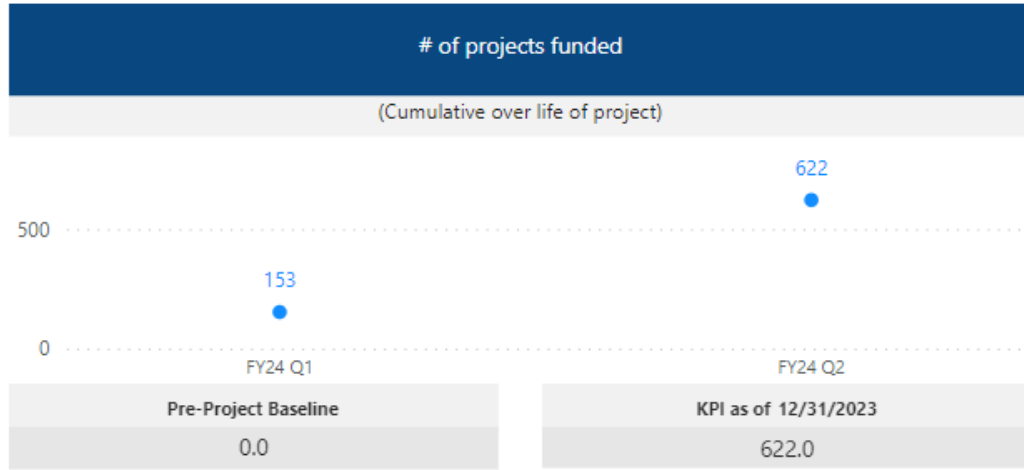 # of projects funded
(Cumulative over life of project)
622
500
153
0
FY24 Q1 FY24 Q2
Pre-Project Baseline KPI as of 12/31/2023
0.0 622.0